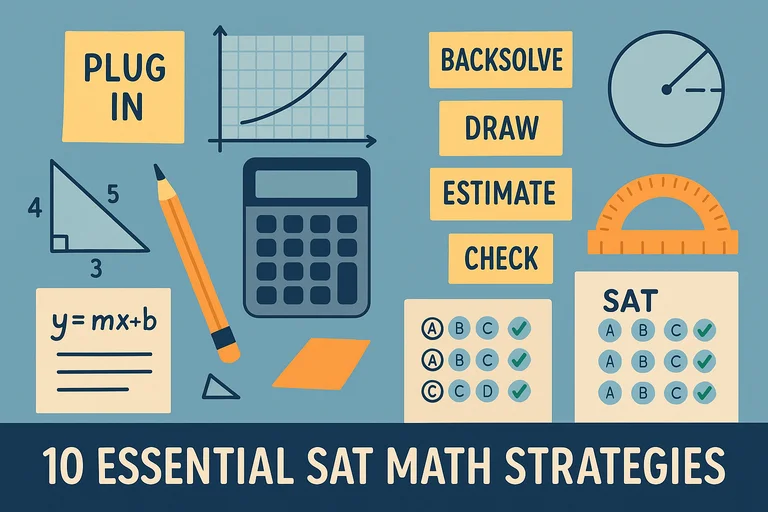 PLUG
IN
BACKSOLVE
DRAW
ESTIMATE
CHECK
4
5
3
y=mx+b
A B C
A B C
C C D
SAT
A B C
A B C
A B C
10 ESSENTIAL SAT MATH STRATEGIES